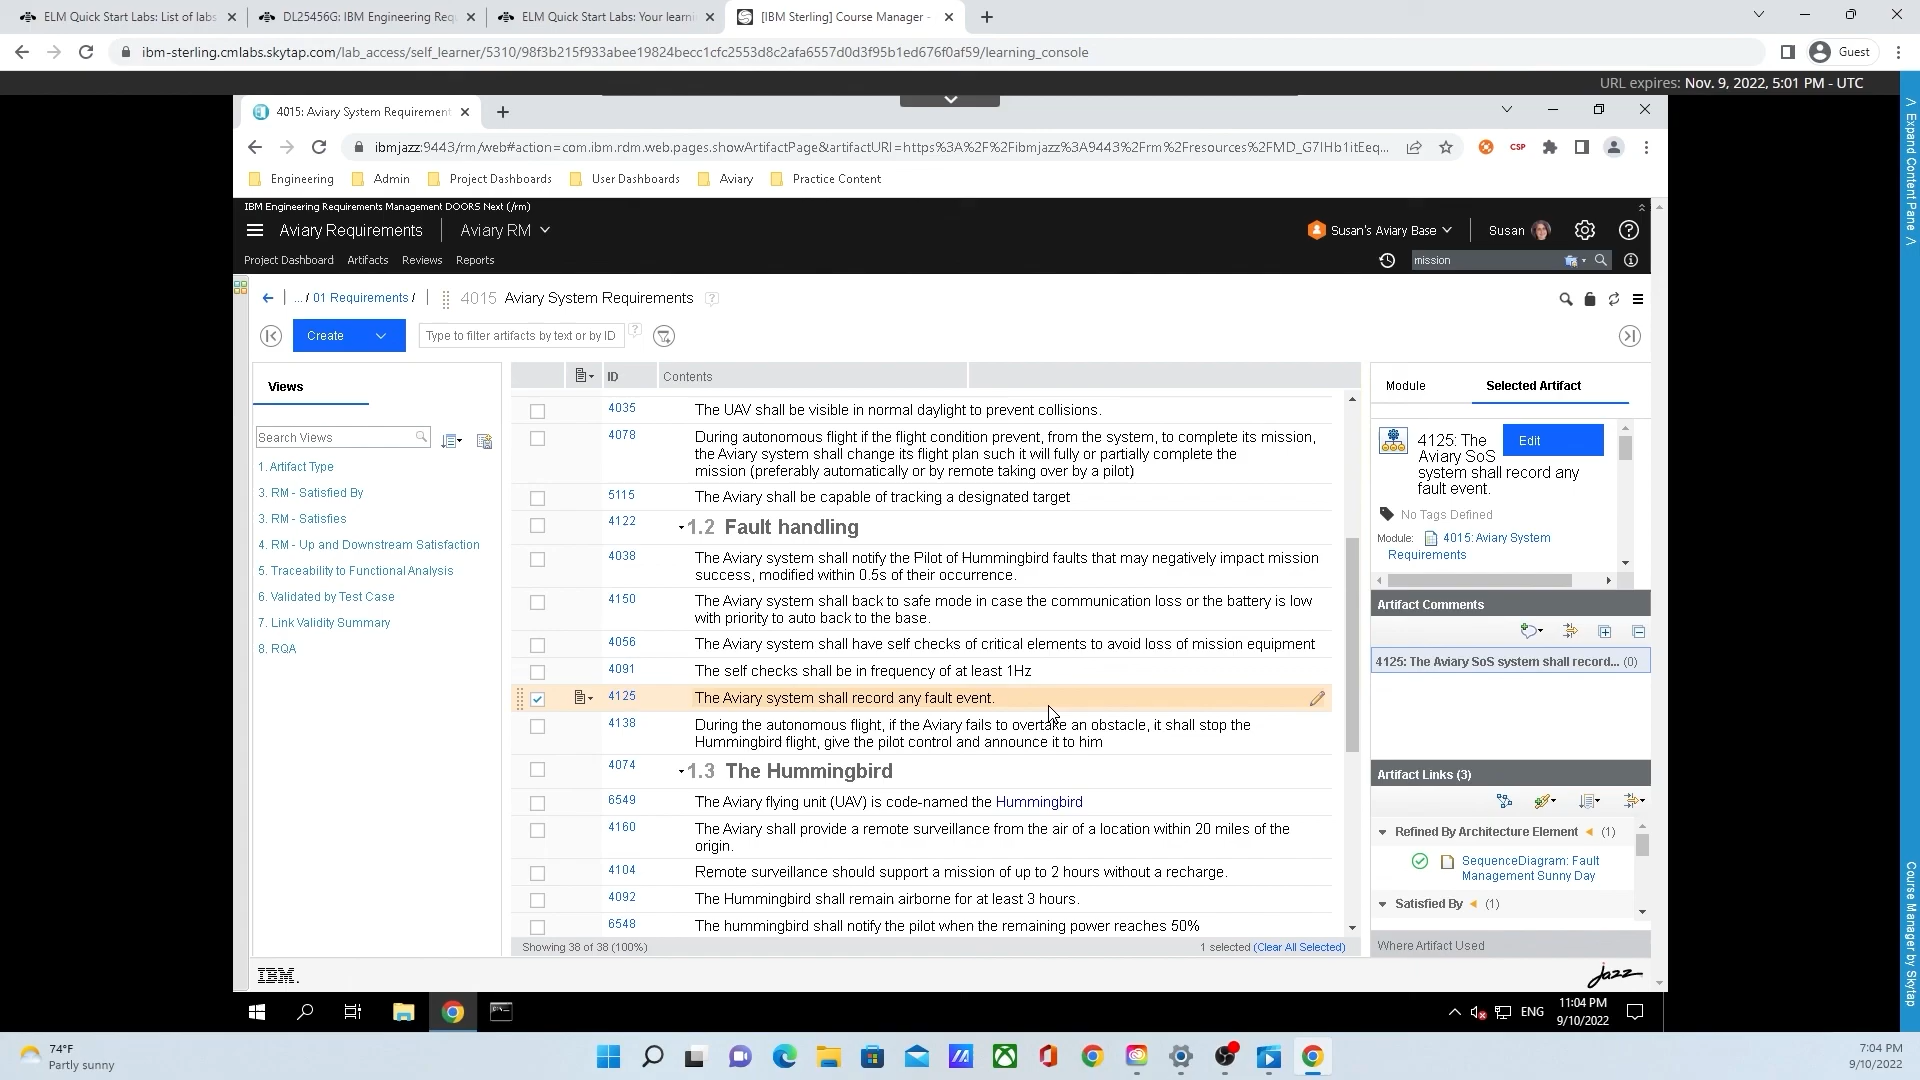 ELM Quick Start Labs: List of labs
DL25456G: IBM Engineering Req
ELM Quick Start Labs: Your learni
[IBM Sterling] Course Manager -
ibm-sterling.cmlabs.skytap.com/lab_access/self_learner/5310/98f3b215f933abee19824becc1cfc2553d8c2afa6557d0d3f95b1ed676f0af59/learning_console
Guest
URL expires: Nov. 9, 2022, 5:01 PM - UTC
4015: Aviary System Requirement
ibmjazz:9443/rm/web#action=com.ibm.rdm.web.pages.showArtifactPage&artifactURI=https%3A%2F%2Fibmjazz%3A9443%2Frm%2Fresources%2FMD_G7IHb1itEeq...
CSP
Engineering
Admin
Project Dashboards
User Dashboards
Aviary
Practice Content
IBM Engineering Requirements Management DOORS Next (/rm)
Aviary Requirements
Aviary RM
Susan's Aviary Base
Susan
Project Dashboard
Artifacts
Reviews
Reports
mission
... / 01 Requirements /
4015 Aviary System Requirements
Create
Type to filter artifacts by text or by ID
Views
Search Views
1. Artifact Type
3. RM - Satisfied By
3. RM - Satisfies
4. RM - Up and Downstream Satisfaction
5. Traceability to Functional Analysis
6. Validated by Test Case
7. Link Validity Summary
8. RQA
ID
Contents
4035 The UAV shall be visible in normal daylight to prevent collisions.
4078 During autonomous flight if the flight condition prevent, from the system, to complete its mission,
the Aviary system shall change its flight plan such it will fully or partially complete the
mission (preferably automatically or by remote taking over by a pilot)
5115 The Aviary shall be capable of tracking a designated target
4122 1.2 Fault handling
4038 The Aviary system shall notify the Pilot of Hummingbird faults that may negatively impact mission
success, modified within 0.5s of their occurrence.
4150 The Aviary system shall back to safe mode in case the communication loss or the battery is low
with priority to auto back to the base.
4056 The Aviary system shall have self checks of critical elements to avoid loss of mission equipment
4091 The self checks shall be in frequency of at least 1Hz
4125 The Aviary system shall record any fault event.
4138 During the autonomous flight, if the Aviary fails to overtake an obstacle, it shall stop the
Hummingbird flight, give the pilot control and announce it to him
4074 1.3 The Hummingbird
6549 The Aviary flying unit (UAV) is code-named the Hummingbird
4160 The Aviary shall provide a remote surveillance from the air of a location within 20 miles of the
origin.
4104 Remote surveillance should support a mission of up to 2 hours without a recharge.
4092 The Hummingbird shall remain airborne for at least 3 hours.
6548 The hummingbird shall notify the pilot when the remaining power reaches 50%
Showing 38 of 38 (100%)
1 selected (Clear All Selected)
Module
Selected Artifact
4125: The
Aviary SoS
system shall record any
fault event.
Edit
No Tags Defined
Module: 4015: Aviary System
Requirements
Artifact Comments
4125: The Aviary SoS system shall record... (0)
Artifact Links (3)
Refined By Architecture Element (1)
SequenceDiagram: Fault
Management Sunny Day
Satisfied By (1)
Where Artifact Used
IBM.
jazz
ENG
11:04 PM
9/10/2022
< Expand Content Pane <
Course Manager by Skytap
74°F
Partly sunny
7:04 PM
9/10/2022